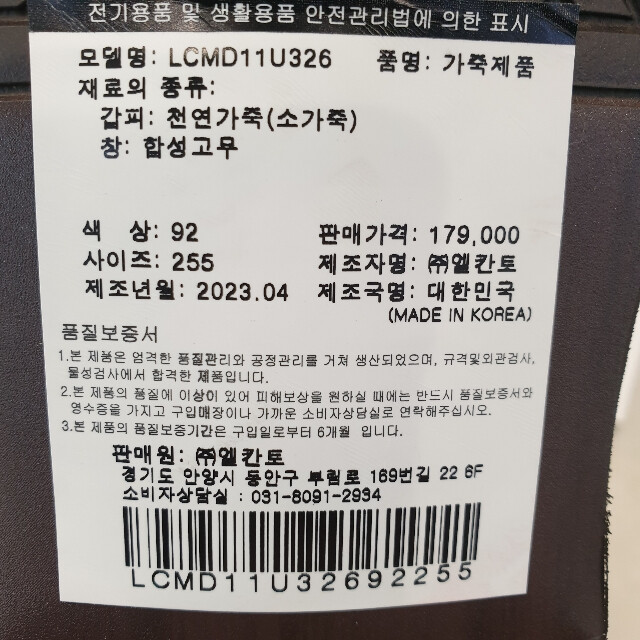 전기용품 및 생활용품 안전관리법에 의한 표시
모델명: LCMD11U326 품명: 가죽제품
재료의 종류:
갑피: 천연가죽(소가죽)
창: 합성고무
색 상: 92 판매가격: 179,000
사이즈: 255 제조자명: ㈜엘칸토
제조년월: 2023.04 제조국명: 대한민국
(MADE IN KOREA)
품질보증서
1.본 제품은 엄격한 품질관리와 공정관리를 거쳐 생산되었으며, 규격및외관검사,
물성검사에서 합격한 제품입니다.
2.본 제품의 품질에 이상이 있어 피해보상을 원하실 때에는 반드시 품질보증서와
영수증을 가지고 구입매장이나 가까운 소비자상담실로 연락해주십시오.
3.본 제품의 품질보증기간은 구입일로부터 6개월 입니다.
판매원: ㈜엘칸토
경기도 안양시 동안구 부림로 169번길 22 6F
소비자상담실 : 031-8091-2934
LCMD11U32692255